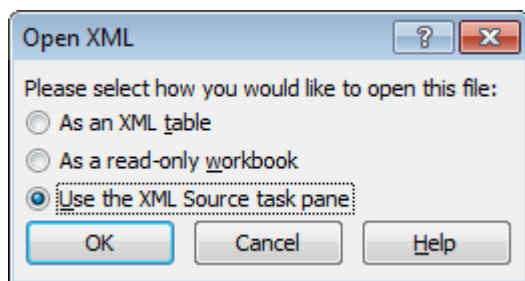 Open XML
Please select how you would like to open this file:
As an XML table
As a read-only workbook
Use the XML Source task pane
OK Cancel Help